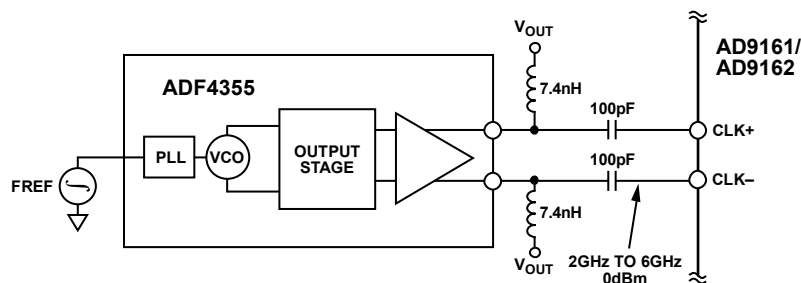 ADF4355
FREF
PLL
VCO
OUTPUT
STAGE
VOUT
7.4nH
100pF
100pF
7.4nH
VOUT
2GHz TO 6GHz
0dBm
AD9161/
AD9162
CLK+
CLK–